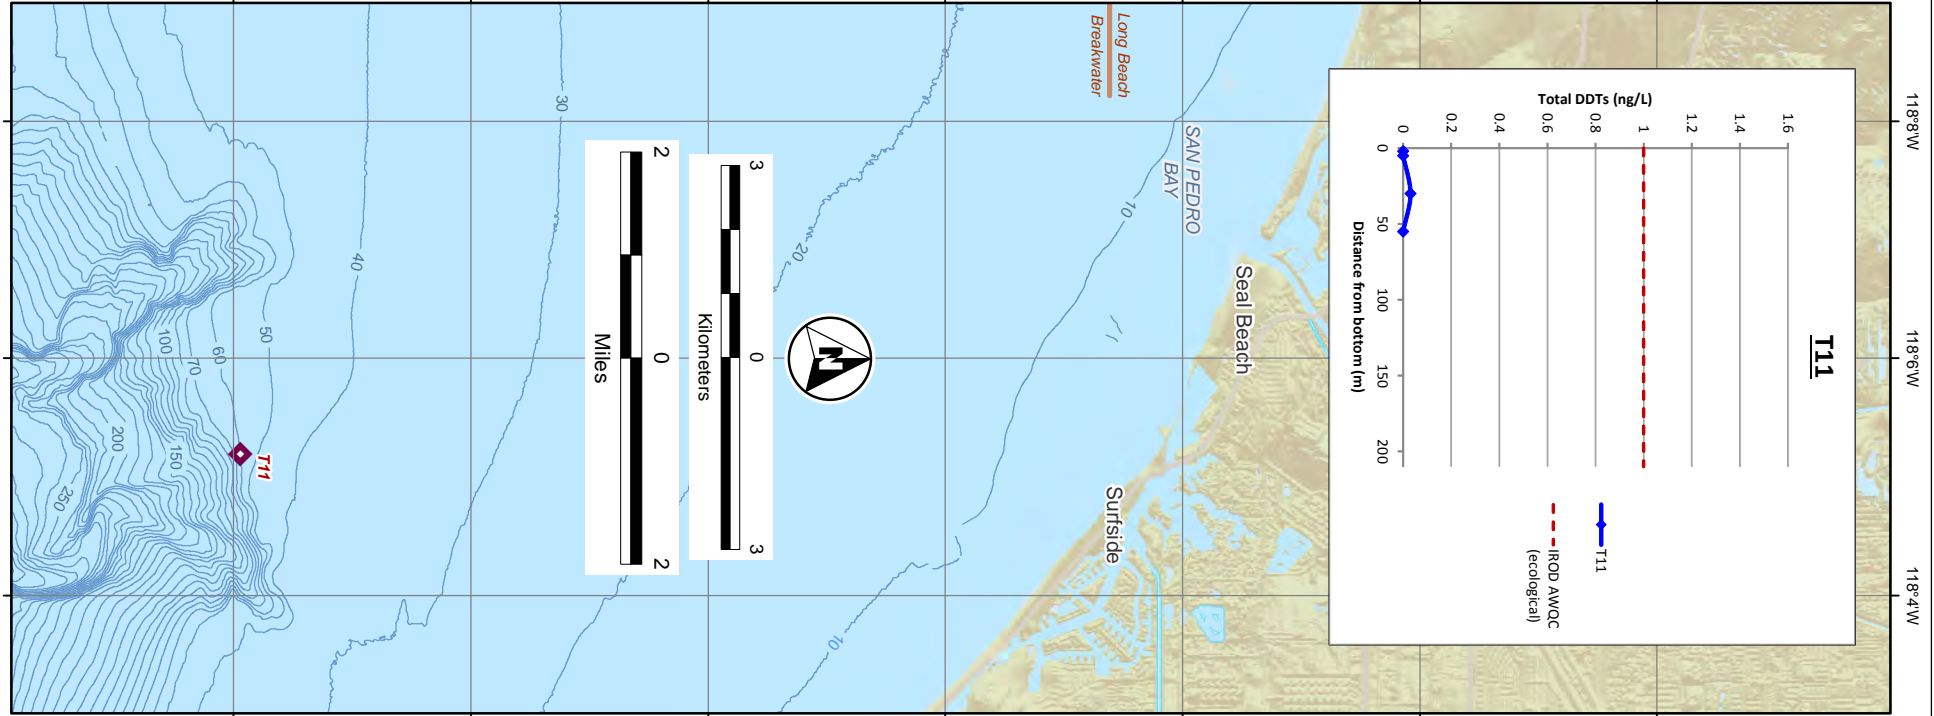 118°8'W
118°6'W
118°4'W
T11
Total DDTs (ng/L)
1.6
1.4
1.2
1
0.8
0.6
0.4
0.2
0
0
50
100
150
200
Distance from bottom (m)
T11
IROD AWQC
(ecological)
Long Beach
Breakwater
SAN PEDRO
BAY
Seal Beach
Surfside
10
10
20
30
40
50
60
70
100
150
200
250
T11
N
3
0
3
Kilometers
2
0
2
Miles